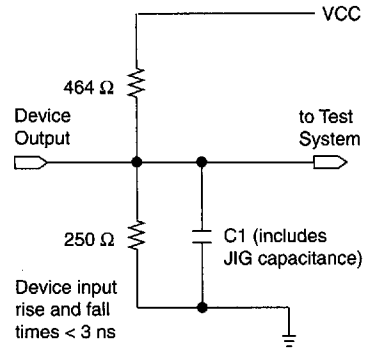 VCC
464 Ω
Device
Output
to Test
System
250 Ω
C1 (includes
JIG capacitance)
Device input
rise and fall
times < 3 ns